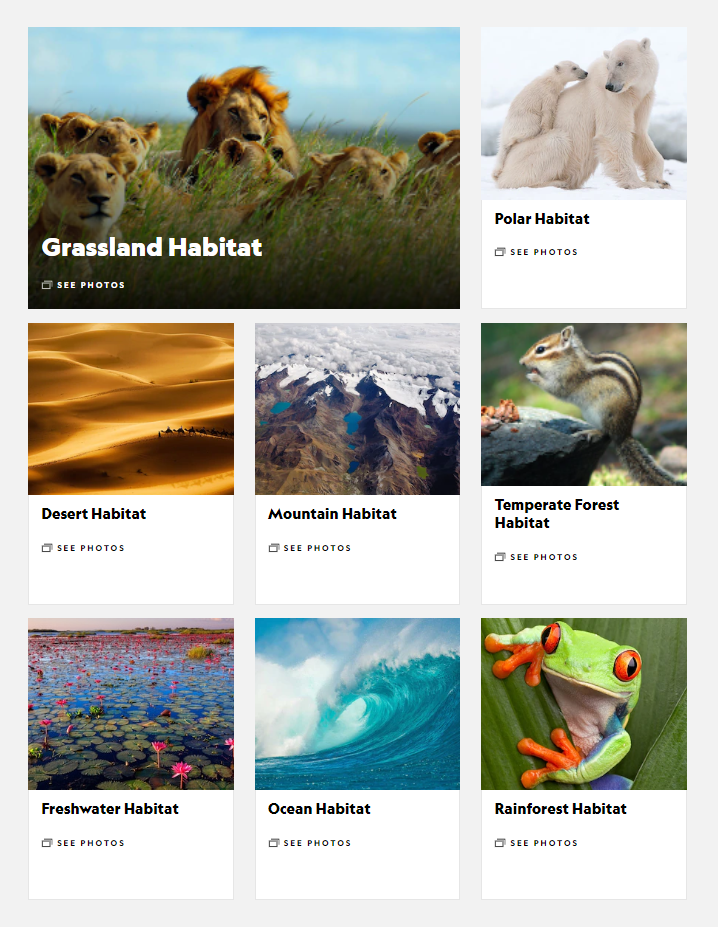 Grassland Habitat
SEE PHOTOS
Polar Habitat
SEE PHOTOS
Desert Habitat
SEE PHOTOS
Mountain Habitat
SEE PHOTOS
Temperate Forest
Habitat
SEE PHOTOS
Freshwater Habitat
SEE PHOTOS
Ocean Habitat
SEE PHOTOS
Rainforest Habitat
SEE PHOTOS